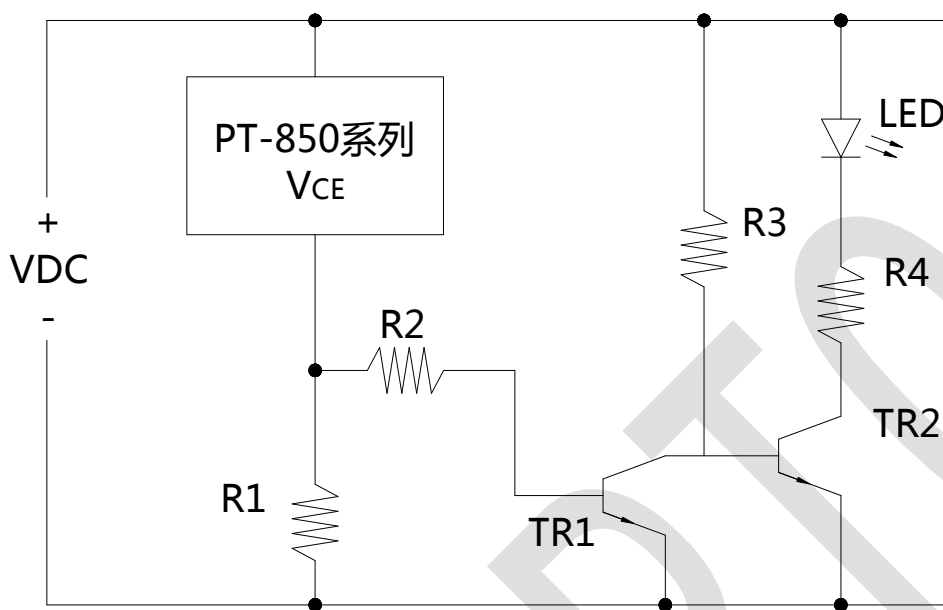 PT-850系列
VCE
LED
+
VDC
-
R3
R4
R2
TR2
R1
TR1